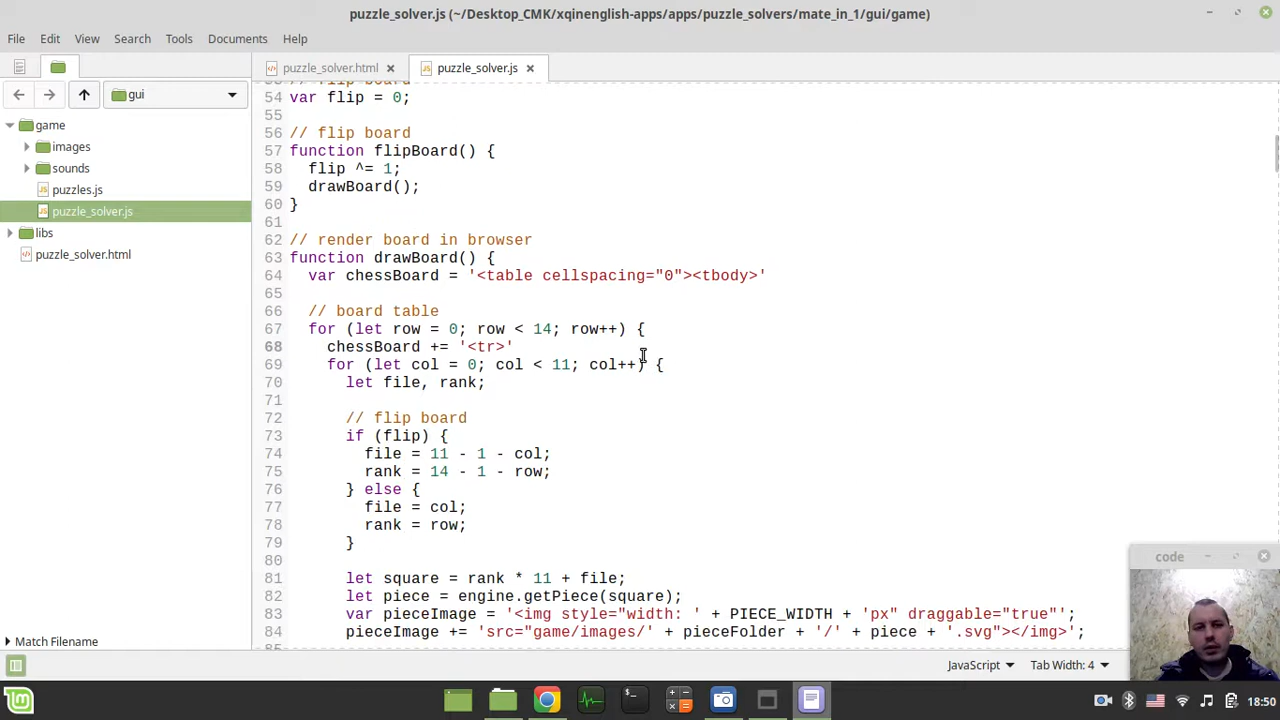 puzzle_solver.js (~/Desktop_CMK/xqinenglish-apps/apps/puzzle_solvers/mate_in_1/gui/game)
File Edit View Search Tools Documents Help
puzzle_solver.html
puzzle_solver.js
gui
game
images
sounds
puzzles.js
puzzle_solver.js
libs
puzzle_solver.html
Match Filename
54 var flip = 0;
55
56 // flip board
57 function flipBoard() {
58 flip ^= 1;
59 drawBoard();
60 }
61
62 // render board in browser
63 function drawBoard() {
64 var chessBoard = '<table cellspacing="0"><tbody>'
65
66 // board table
67 for (let row = 0; row < 14; row++) {
68 chessBoard += '<tr>'
69 for (let col = 0; col < 11; col++) {
70 let file, rank;
71
72 // flip board
73 if (flip) {
74 file = 11 - 1 - col;
75 rank = 14 - 1 - row;
76 } else {
77 file = col;
78 rank = row;
79 }
80
81 let square = rank * 11 + file;
82 let piece = engine.getPiece(square);
83 var pieceImage = '<img style="width: ' + PIECE_WIDTH + 'px" draggable="true"';
84 pieceImage += 'src="game/images/' + pieceFolder + '/' + piece + '.svg"></img>';
code
JavaScript Tab Width: 4
18:50